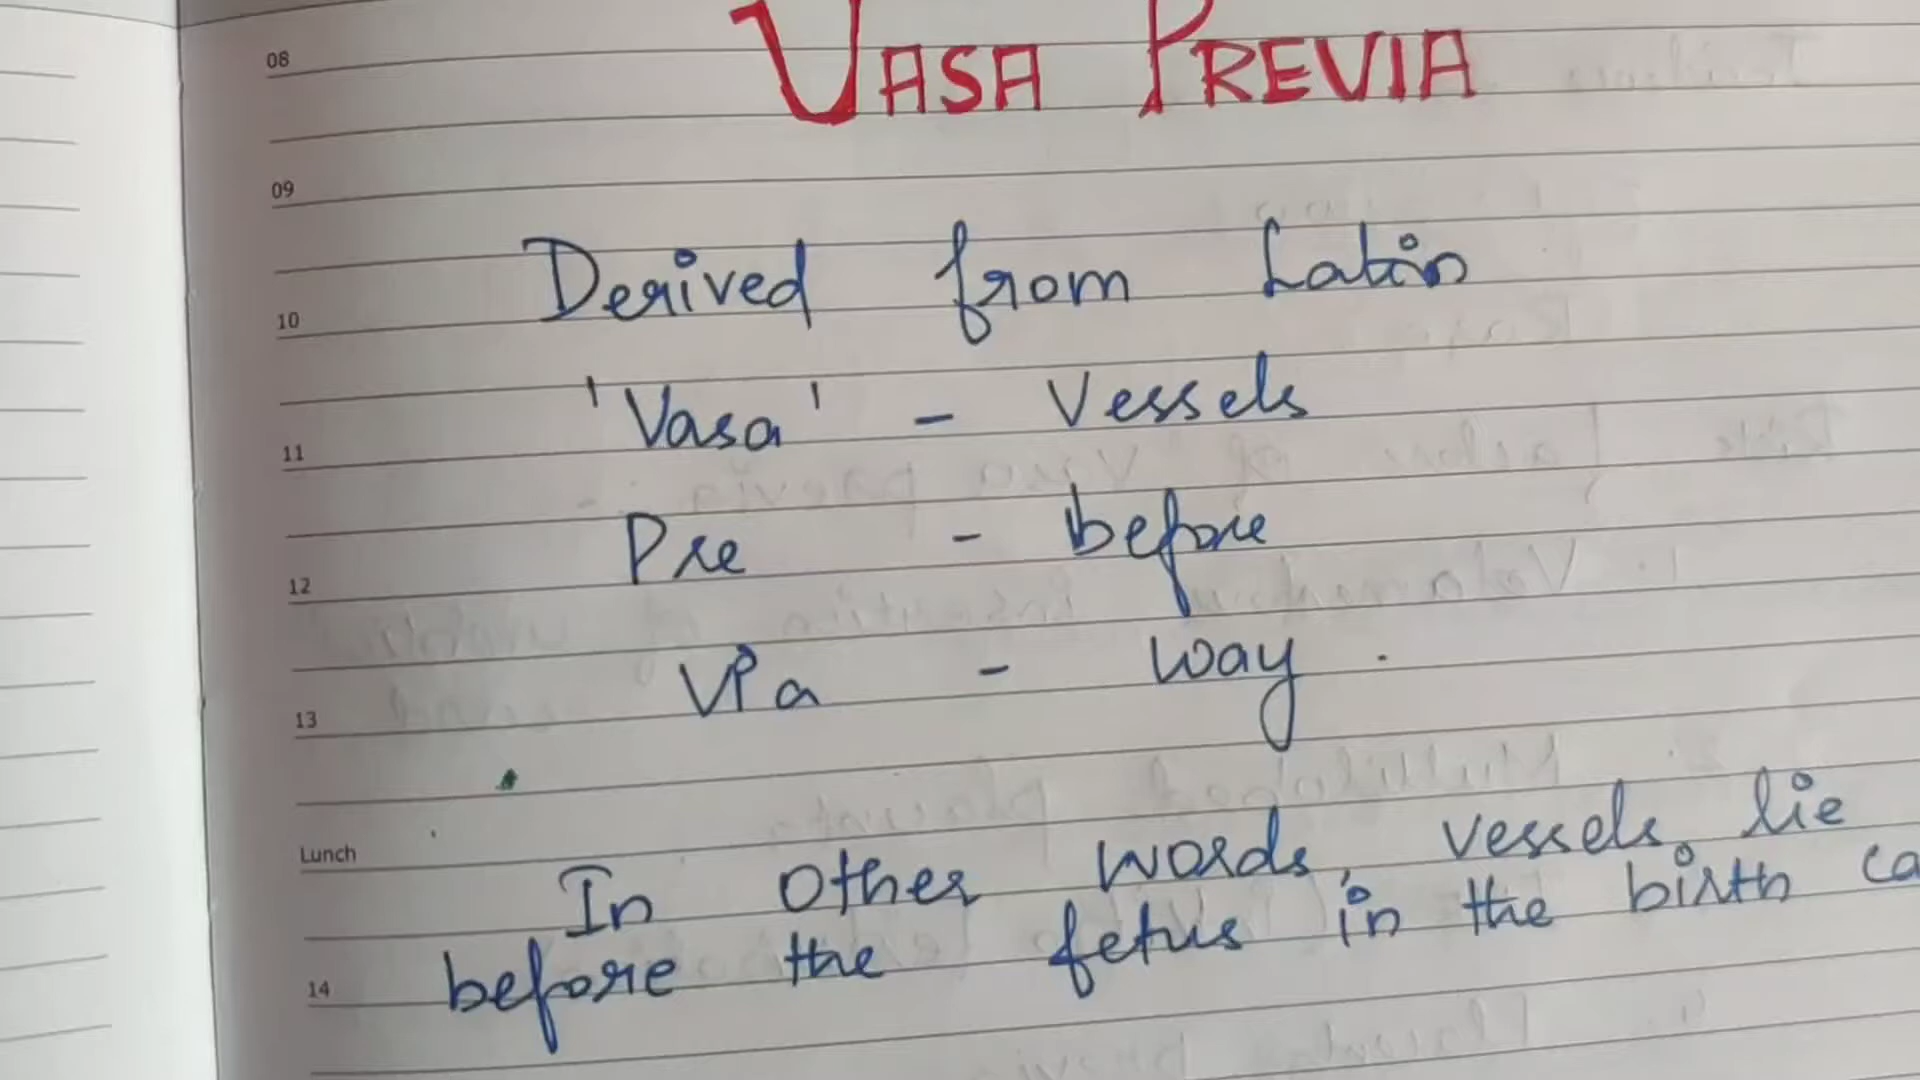 08
VASA PREVIA
09
Derived from Latin
10
'Vasa' - Vessels
11
Pre - before
12
Via - way.
13
Lunch
In other words, vessels lie
before the fetus in the birth ca
14